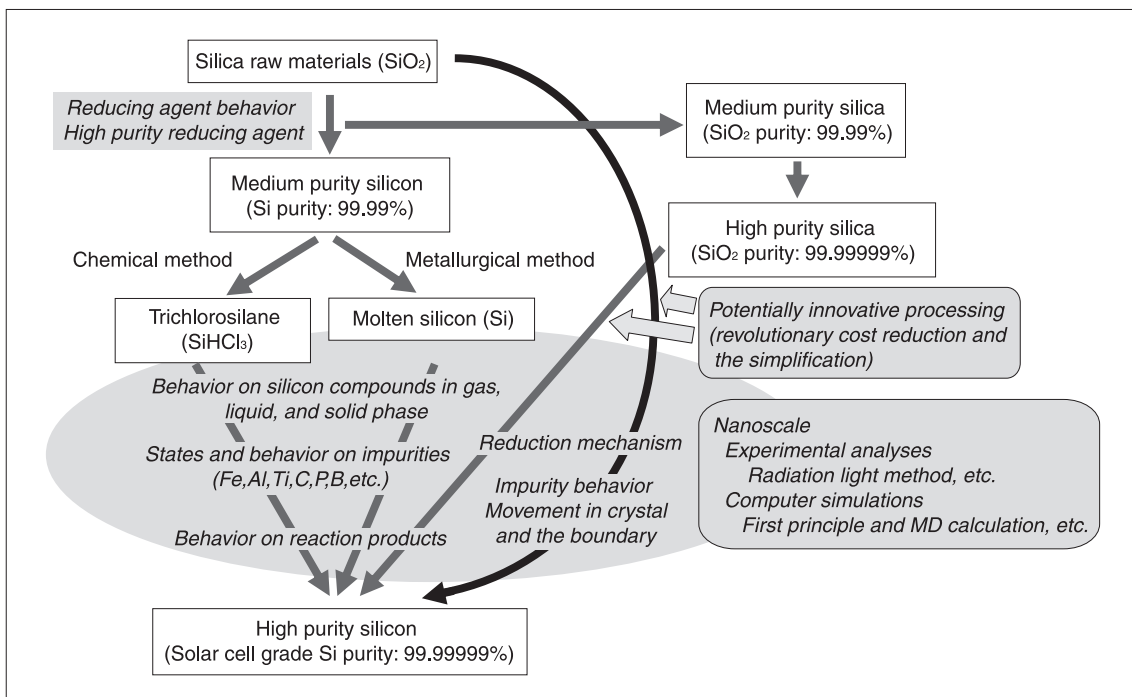 Silica raw materials (SiO₂)
Reducing agent behavior
High purity reducing agent
Medium purity silica
(SiO₂ purity: 99.99%)
Medium purity silicon
(Si purity: 99.99%)
High purity silica
(SiO₂ purity: 99.99999%)
Chemical method
Metallurgical method
Trichlorosilane
(SiHCl₃)
Molten silicon (Si)
Potentially innovative processing
(revolutionary cost reduction and
the simplification)
Behavior on silicon compounds in gas,
liquid, and solid phase
States and behavior on impurities
(Fe,Al,Ti,C,P,B,etc.)
Behavior on reaction products
Reduction mechanism
Impurity behavior
Movement in crystal
and the boundary
Nanoscale
Experimental analyses
Radiation light method, etc.
Computer simulations
First principle and MD calculation, etc.
High purity silicon
(Solar cell grade Si purity: 99.99999%)